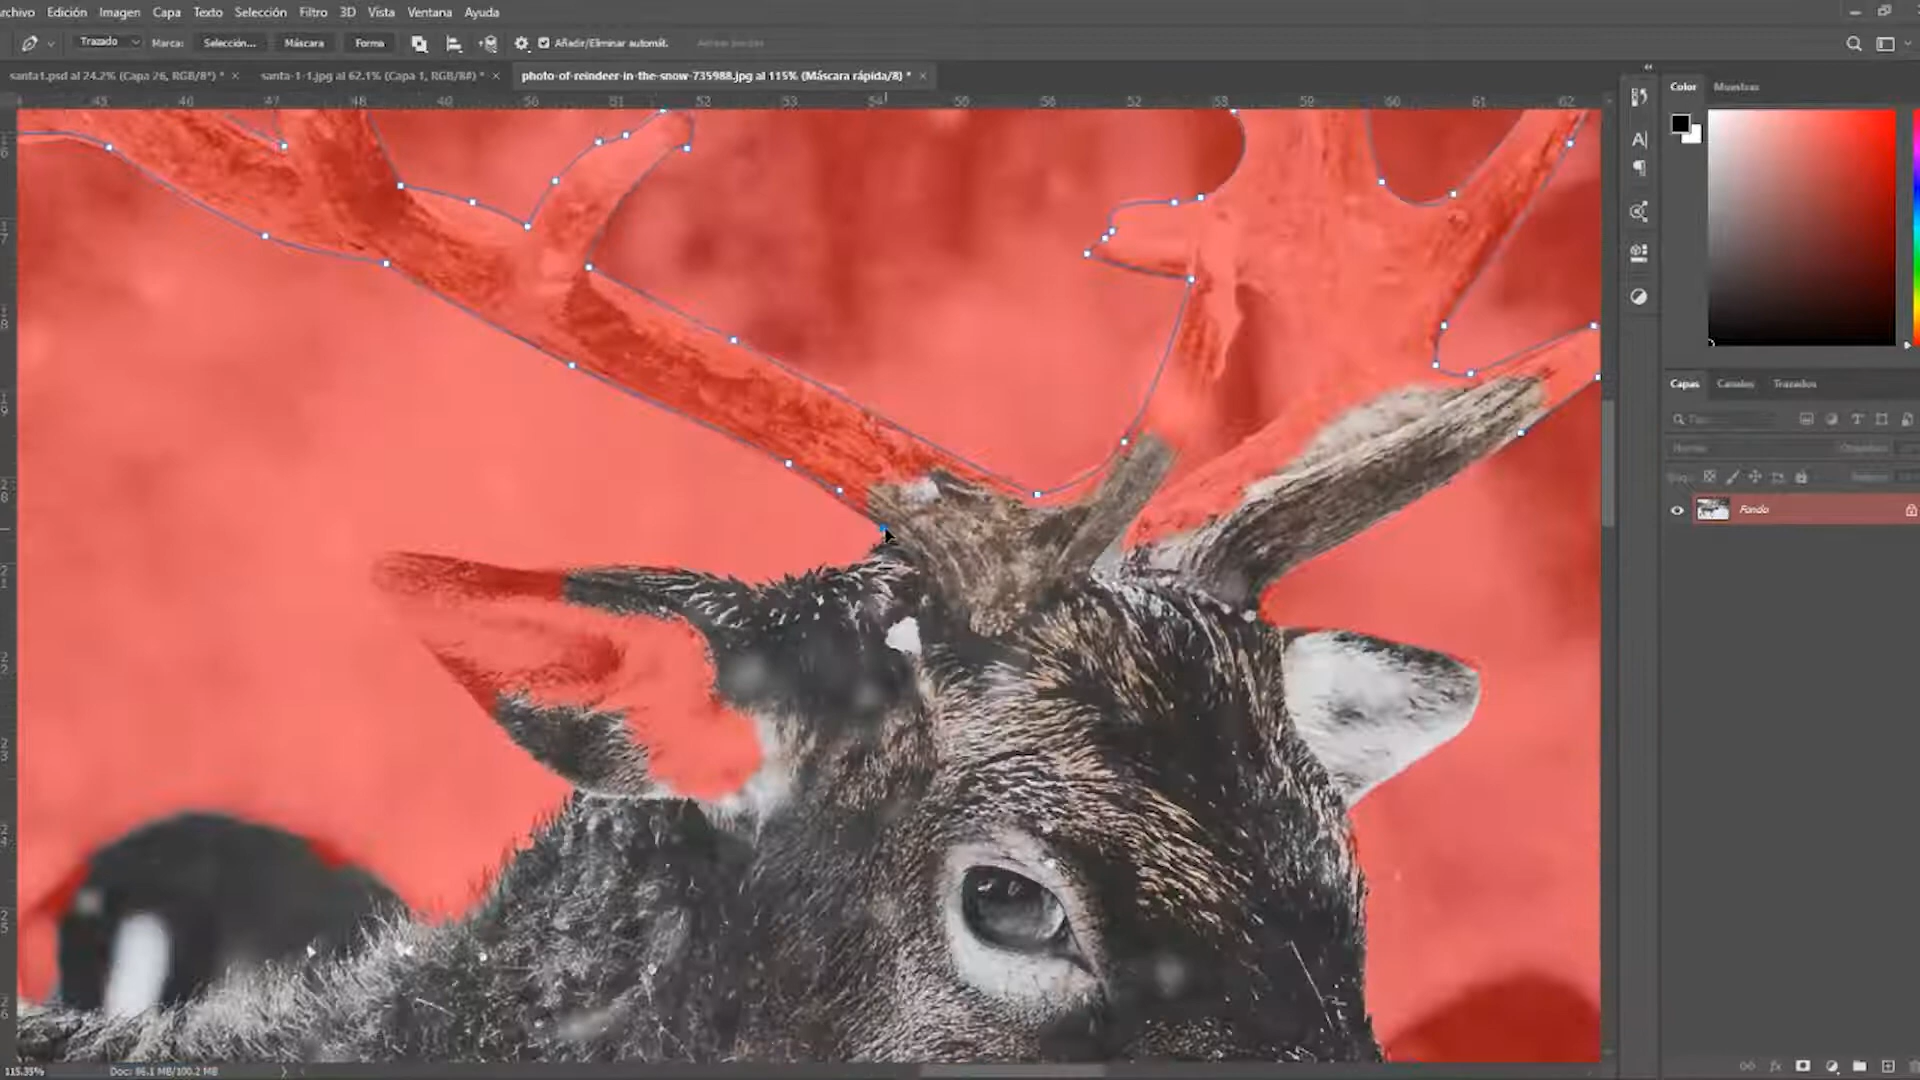 Archivo Edición Imagen Capa Texto Selección Filtro 3D Vista Ventana Ayuda
Trazado Marca: Selección... Máscara Forma Añadir/Eliminar automát.
santa1.psd al 24.2% (Capa 26, RGB/8*) * × santa-1-1.jpg al 62.1% (Capa 1, RGB/8#) * × photo-of-reindeer-in-the-snow-735988.jpg al 115% (Máscara rápida/8) * ×
Color Muestras
Capas Canales Trazados
Fondo
115.35% Doc: 86.1 MB/100.2 MB